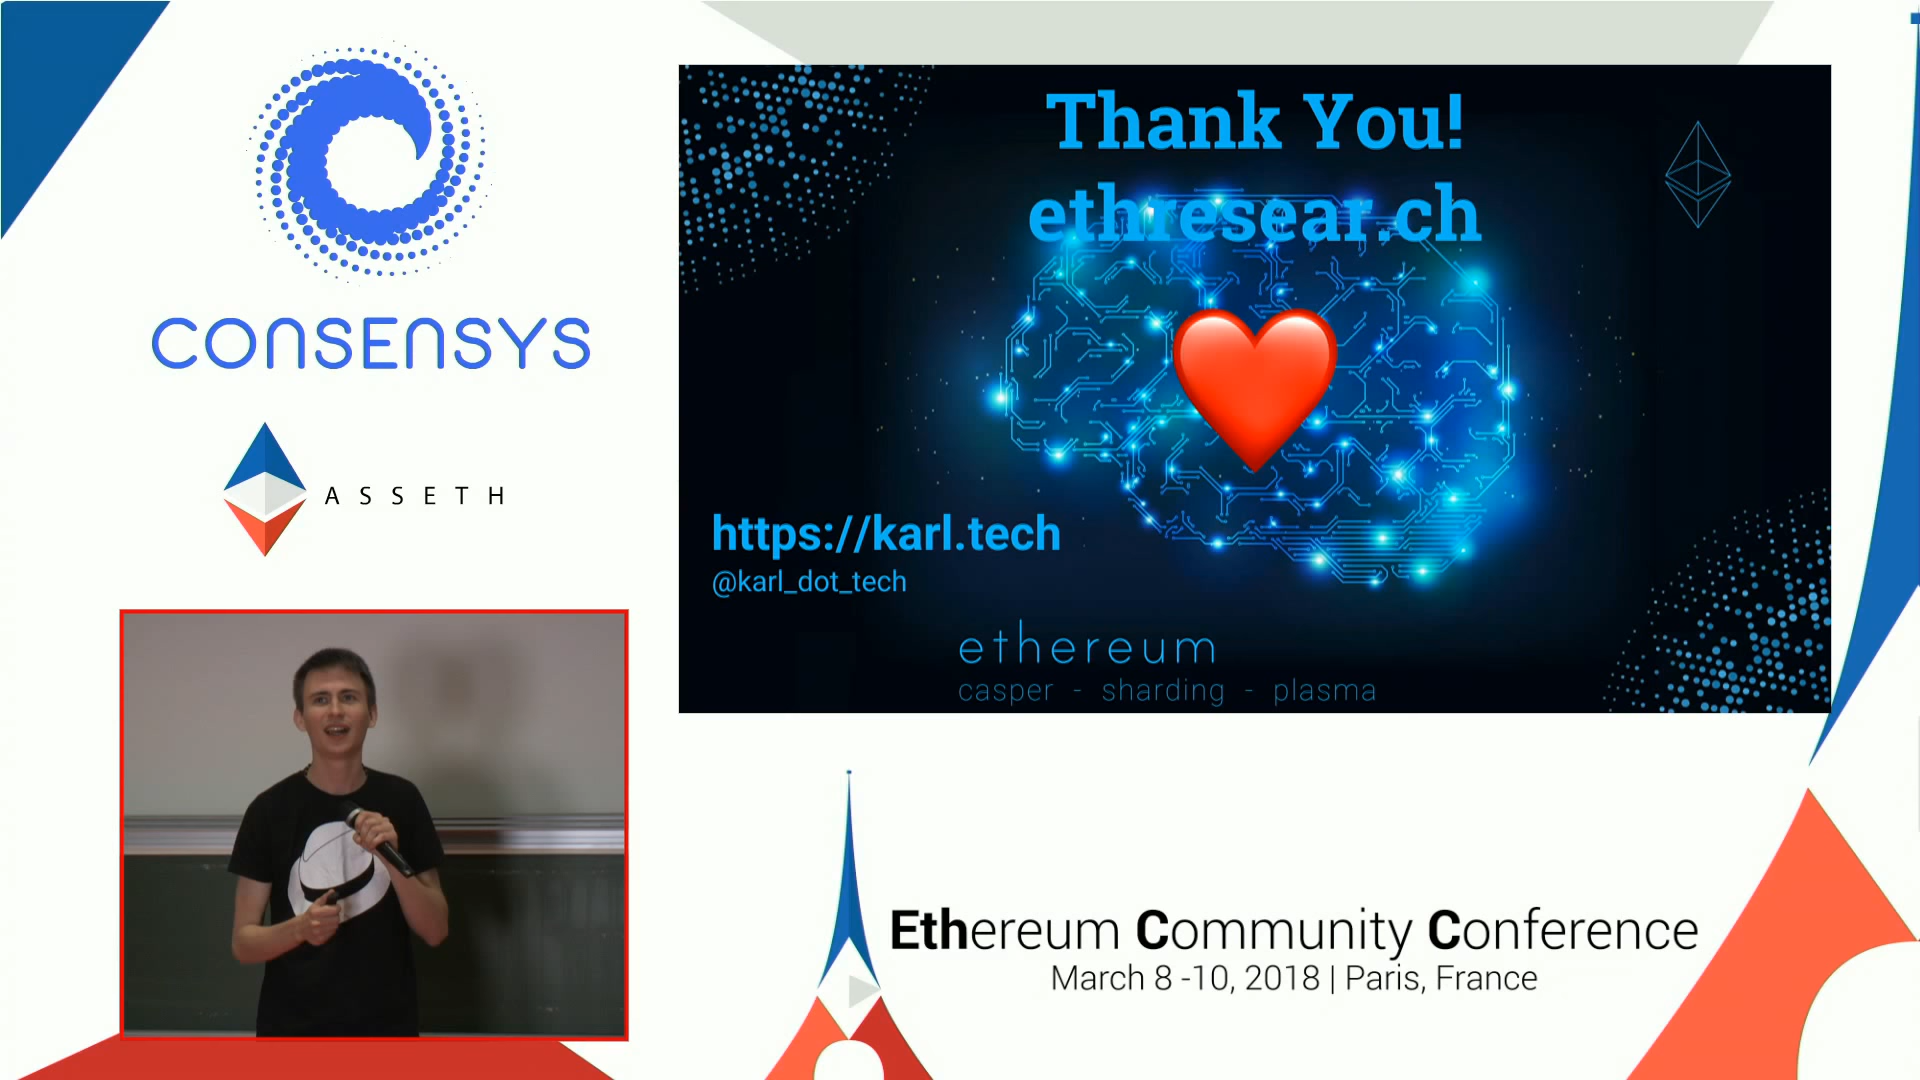 CONSENSYS
ASSETH
Thank You!
ethresear.ch
https://karl.tech
@karl_dot_tech
ethereum
casper - sharding - plasma
Ethereum Community Conference
March 8 -10, 2018 | Paris, France